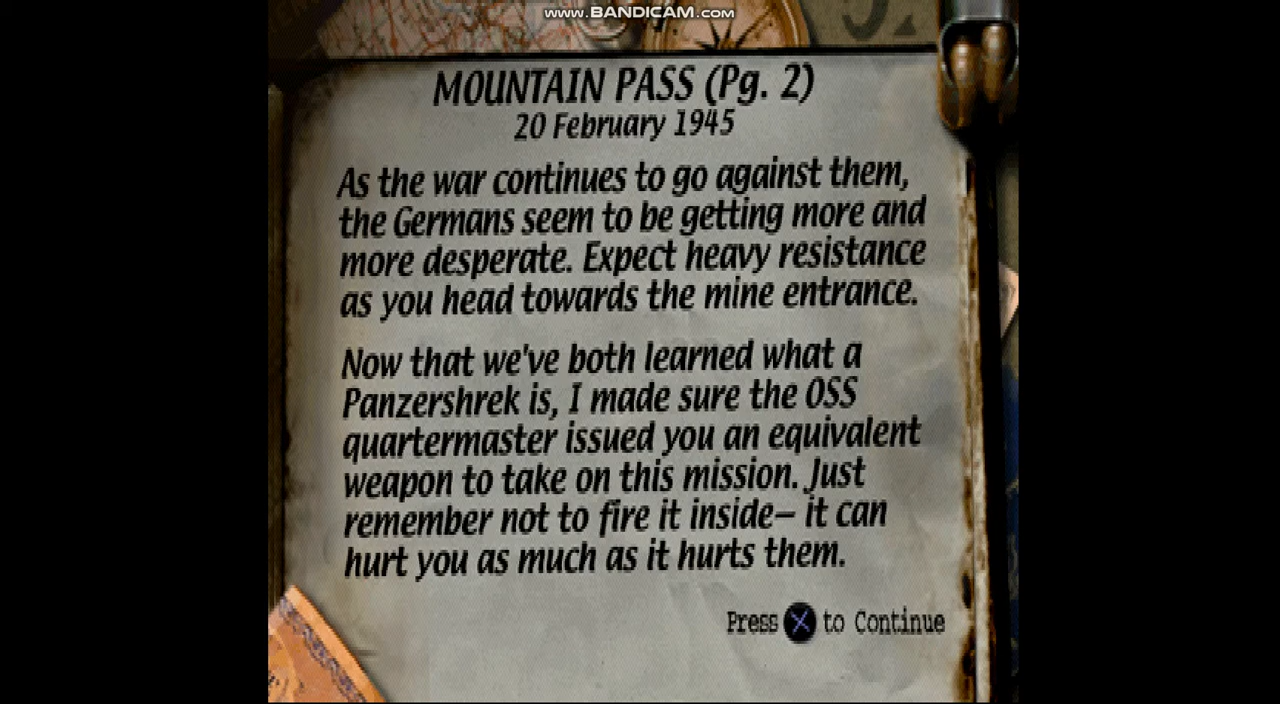 www.BANDICAM.com
MOUNTAIN PASS (Pg. 2)
20 February 1945
As the war continues to go against them,
the Germans seem to be getting more and
more desperate. Expect heavy resistance
as you head towards the mine entrance.
Now that we've both learned what a
Panzershrek is, I made sure the OSS
quartermaster issued you an equivalent
weapon to take on this mission. Just
remember not to fire it inside– it can
hurt you as much as it hurts them.
Press X to Continue